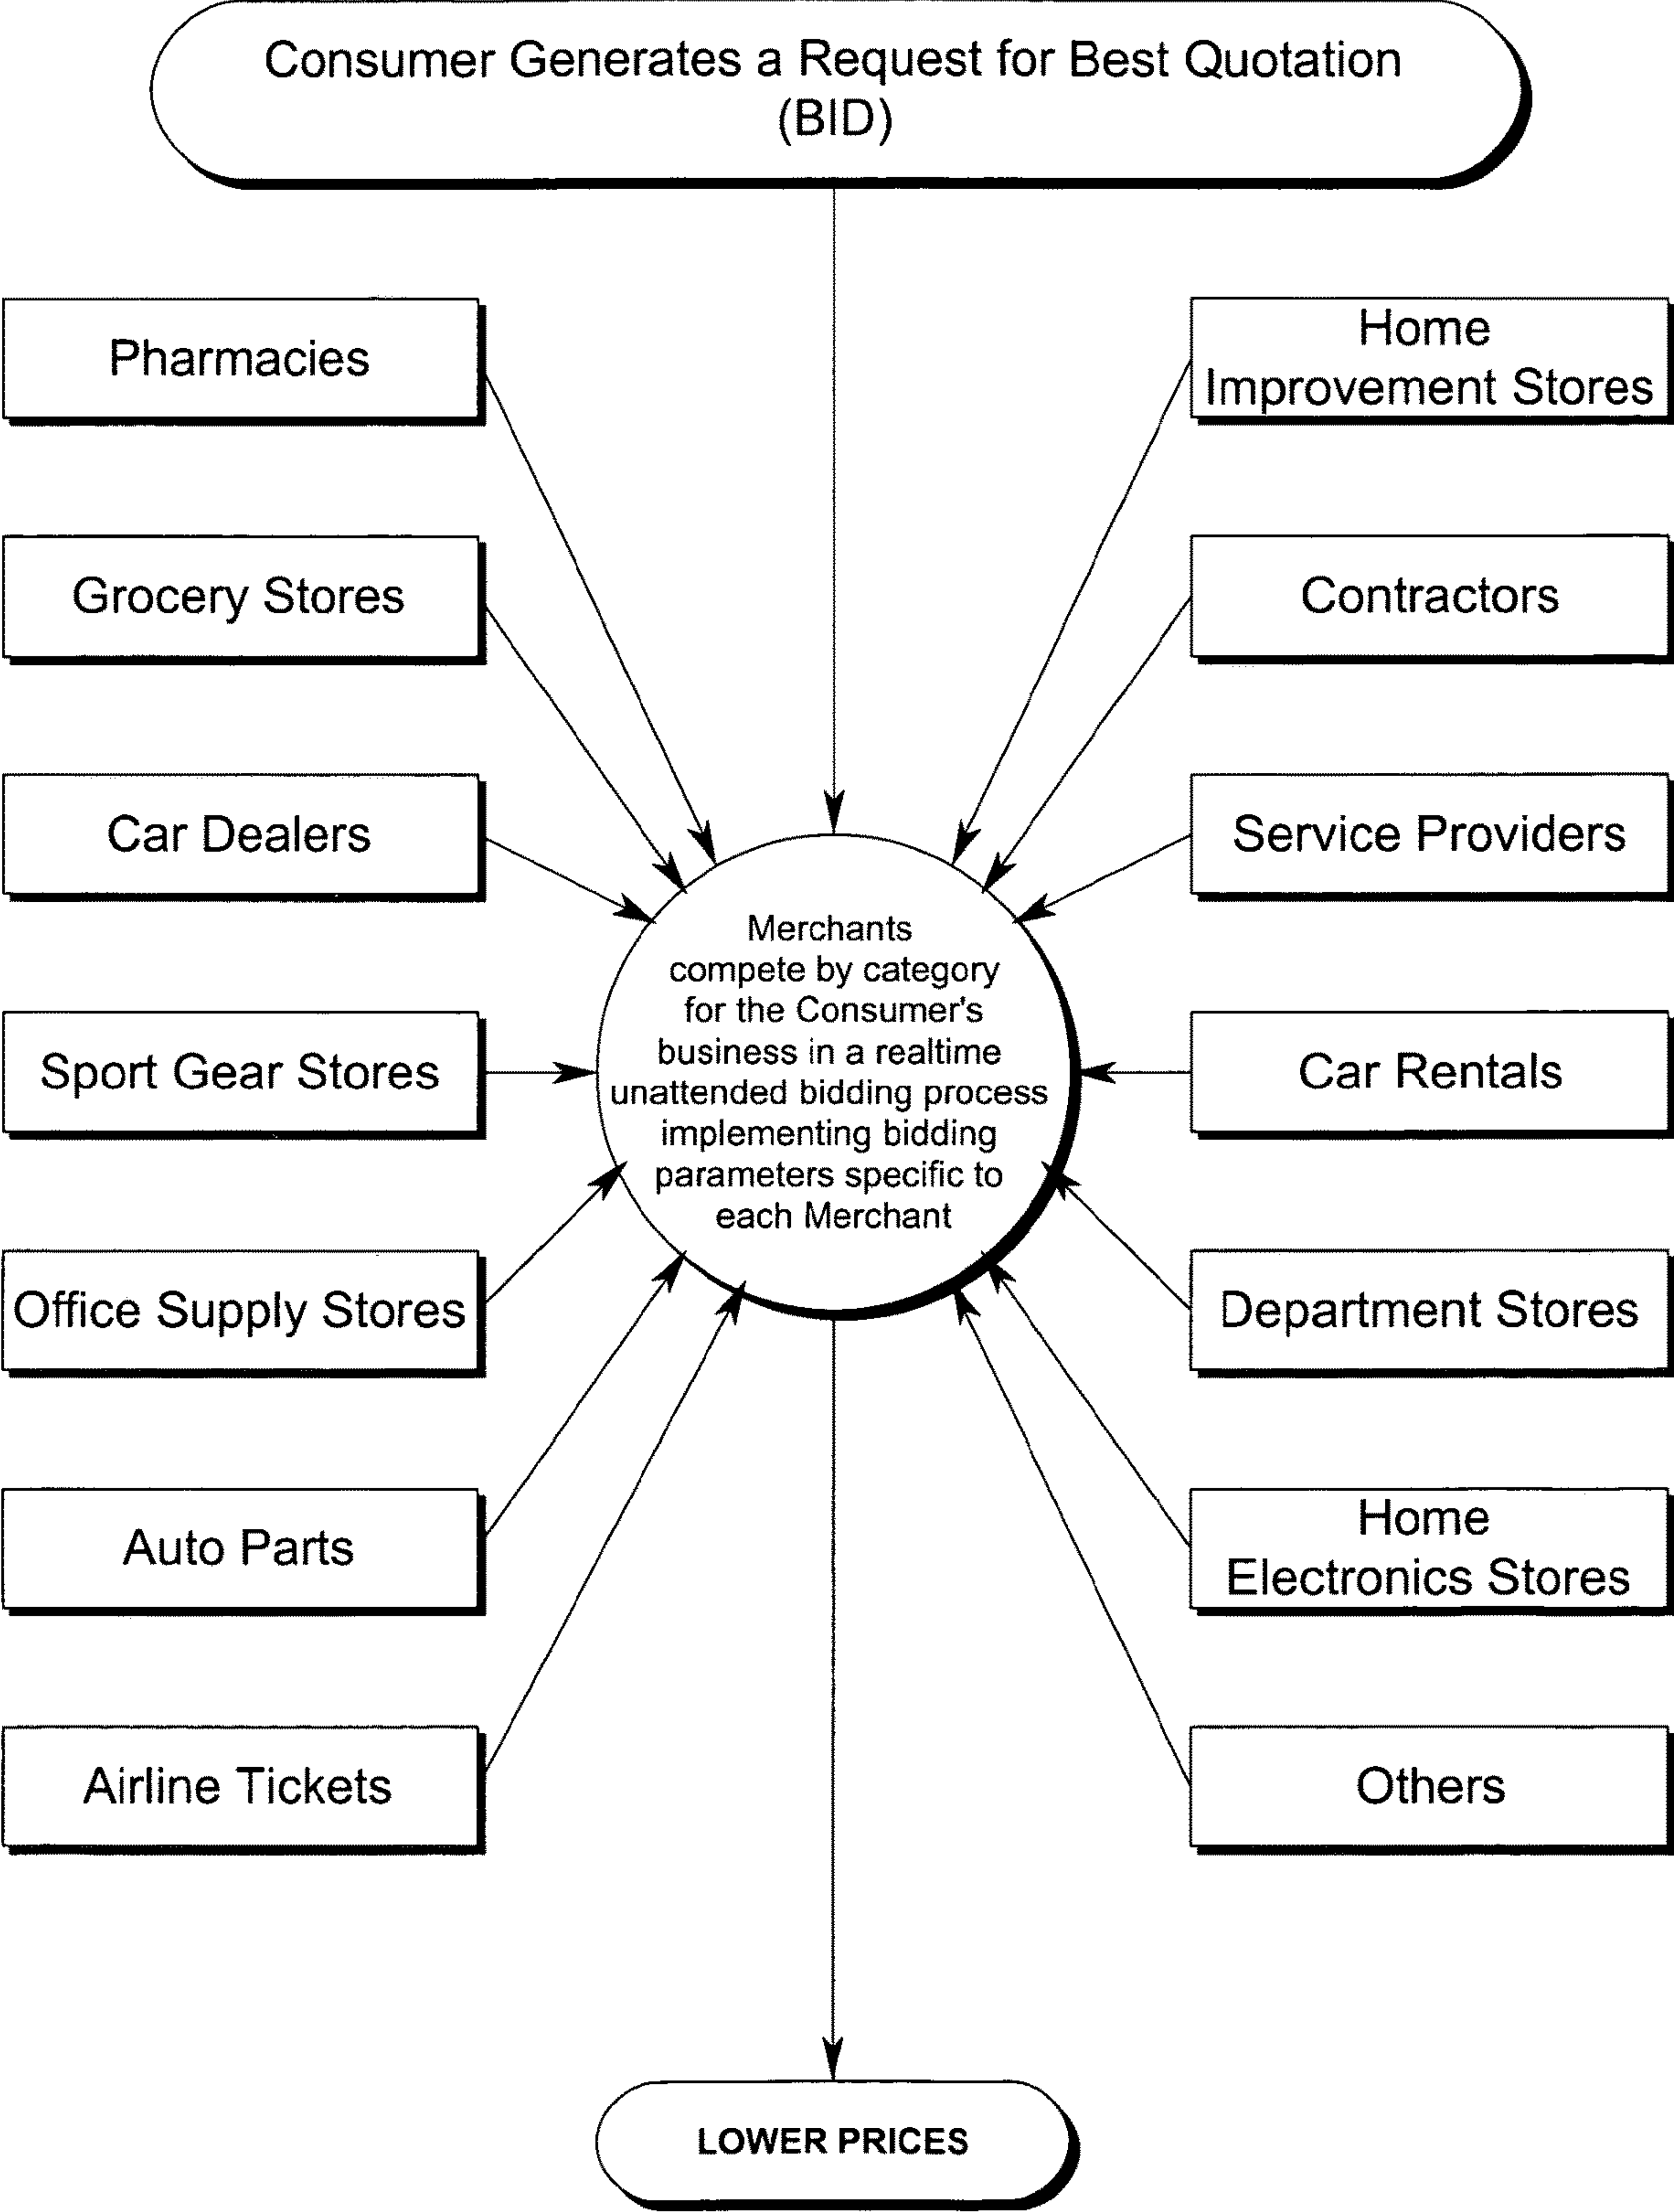 Consumer Generates a Request for Best Quotation
(BID)
Pharmacies
Home
Improvement Stores
Grocery Stores
Contractors
Car Dealers
Service Providers
Merchants
compete by category
for the Consumer's
business in a realtime
unattended bidding process
implementing bidding
parameters specific to
each Merchant
Sport Gear Stores
Car Rentals
Office Supply Stores
Department Stores
Auto Parts
Home
Electronics Stores
Airline Tickets
Others
LOWER PRICES